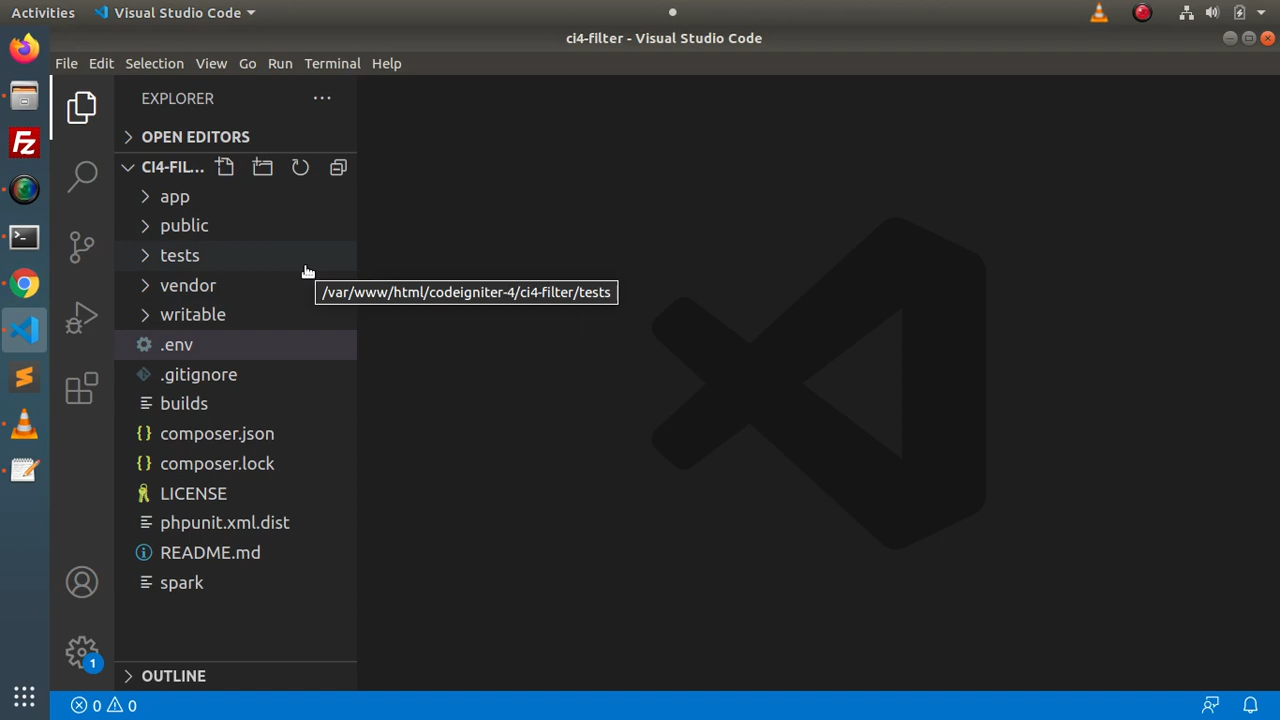 Activities
Visual Studio Code
ci4-filter - Visual Studio Code
File Edit Selection View Go Run Terminal Help
EXPLORER
OPEN EDITORS
CI4-FIL...
app
public
tests
/var/www/html/codeigniter-4/ci4-filter/tests
vendor
writable
.env
.gitignore
builds
composer.json
composer.lock
LICENSE
phpunit.xml.dist
README.md
spark
1
OUTLINE
0 0